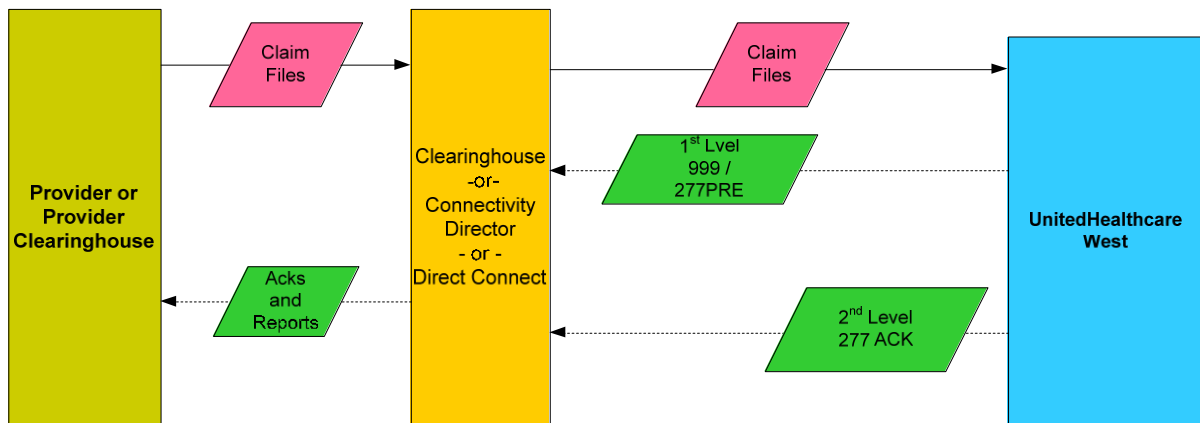 Claim
Files
Claim
Files
Provider or
Provider
Clearinghouse
Clearinghouse
-or-
Connectivity
Director
- or -
Direct Connect
1st Lvel
999 /
277PRE
UnitedHealthcare
West
Acks
and
Reports
2nd Level
277 ACK